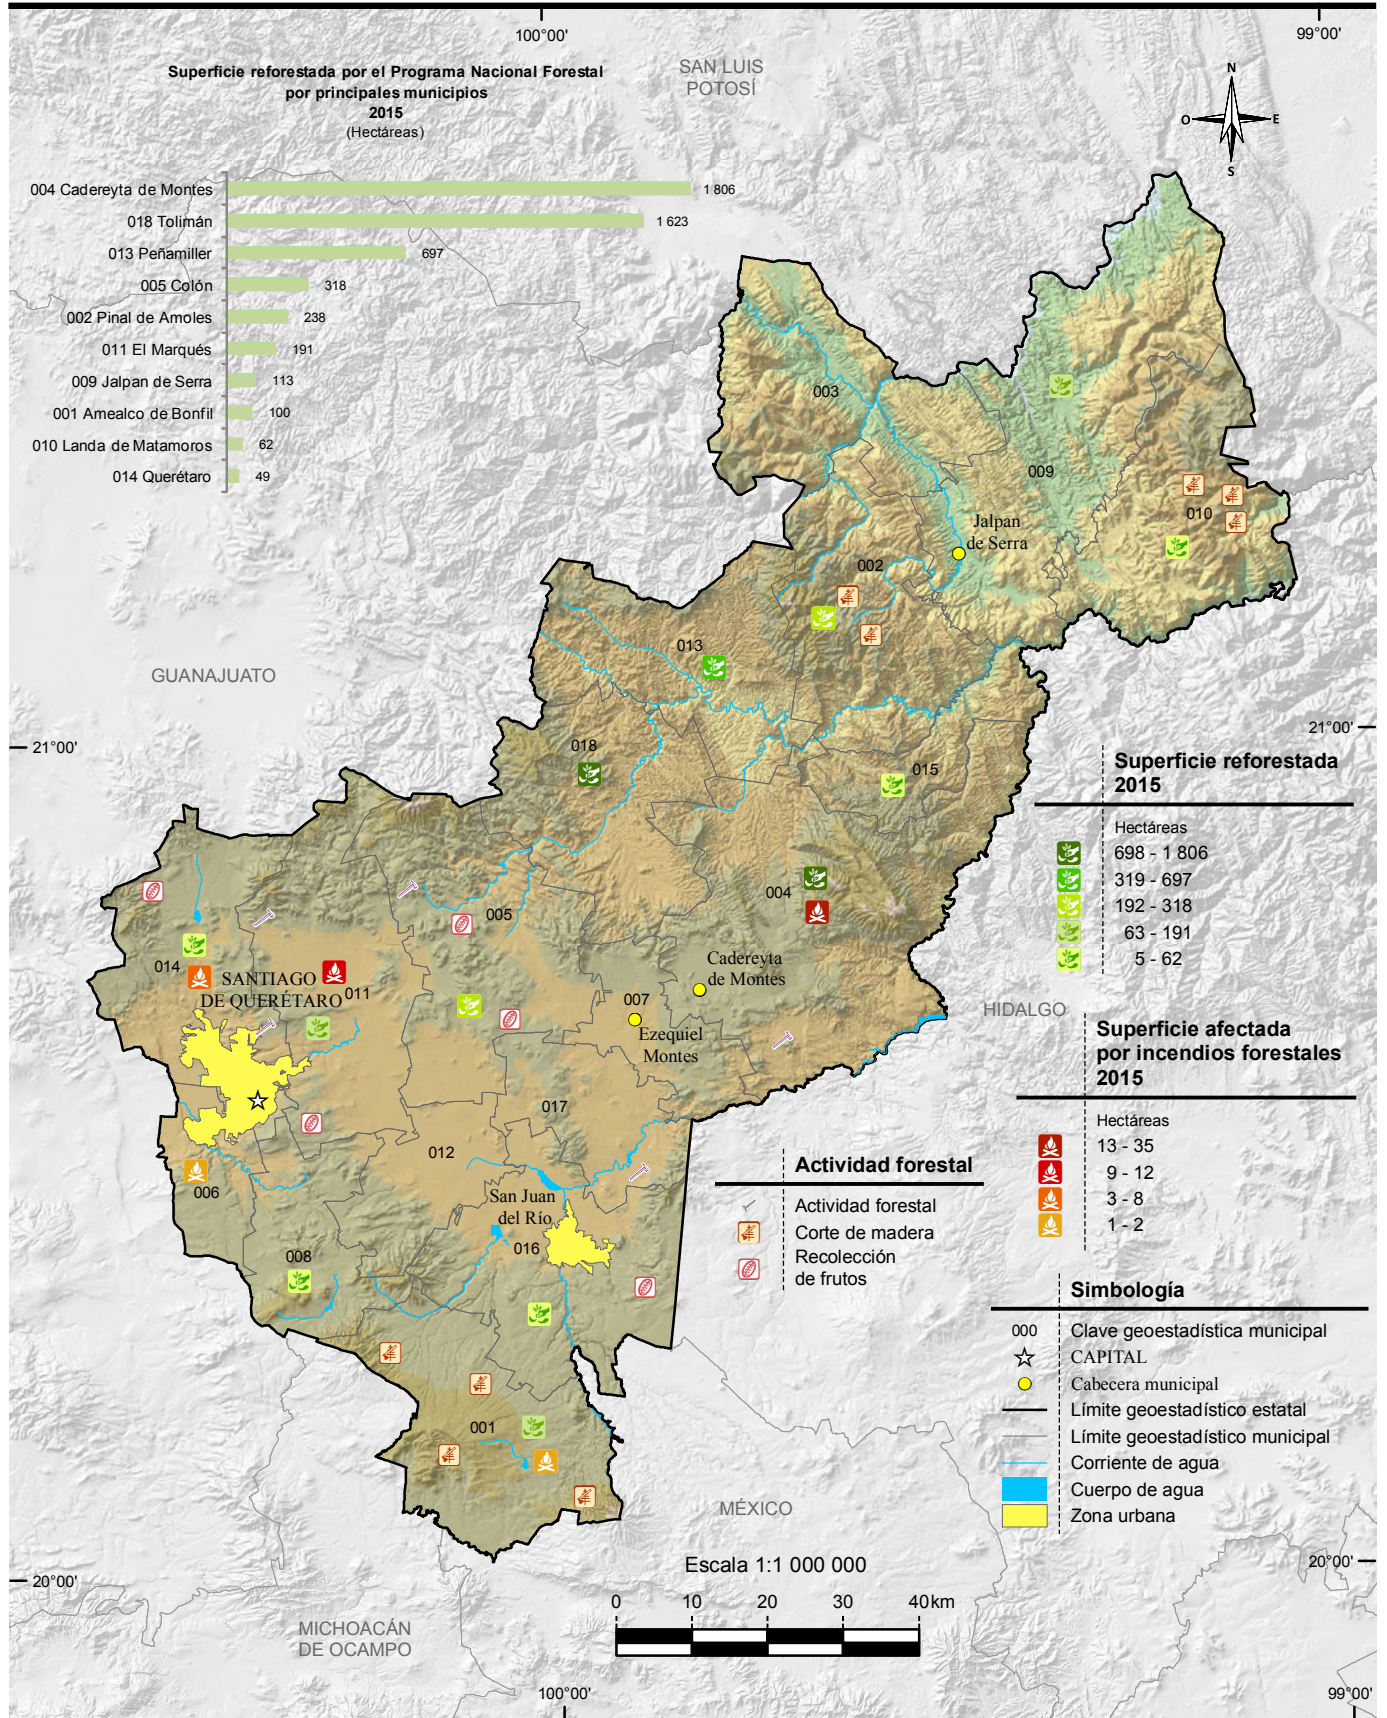 100°00'
99°00'
Superficie reforestada por el Programa Nacional Forestal
por principales municipios
2015
(Hectáreas)
SAN LUIS
POTOSÍ
N
O
E
S
004 Cadereyta de Montes
1 806
018 Tolimán
1 623
013 Peñamiller
697
005 Colón
318
002 Pinal de Amoles
238
011 El Marqués
191
009 Jalpan de Serra
113
001 Amealco de Bonfil
100
010 Landa de Matamoros
62
014 Querétaro
49
003
009
010
Jalpan
de Serra
002
013
GUANAJUATO
018
015
21°00'
21°00'
004
005
014
SANTIAGO
DE QUERÉTARO
011
Cadereyta
de Montes
007
Ezequiel
Montes
HIDALGO
017
012
006
San Juan
del Río
016
008
001
Superficie reforestada
2015
Hectáreas
698 - 1 806
319 - 697
192 - 318
63 - 191
5 - 62
Superficie afectada
por incendios forestales
2015
Hectáreas
13 - 35
9 - 12
3 - 8
1 - 2
Actividad forestal
Actividad forestal
Corte de madera
Recolección
de frutos
Simbología
000 Clave geoestadística municipal
CAPITAL
Cabecera municipal
Límite geoestadístico estatal
Límite geoestadístico municipal
Corriente de agua
Cuerpo de agua
Zona urbana
MÉXICO
Escala 1:1 000 000
0 10 20 30 40 km
20°00'
20°00'
MICHOACÁN
DE OCAMPO
100°00'
99°00'